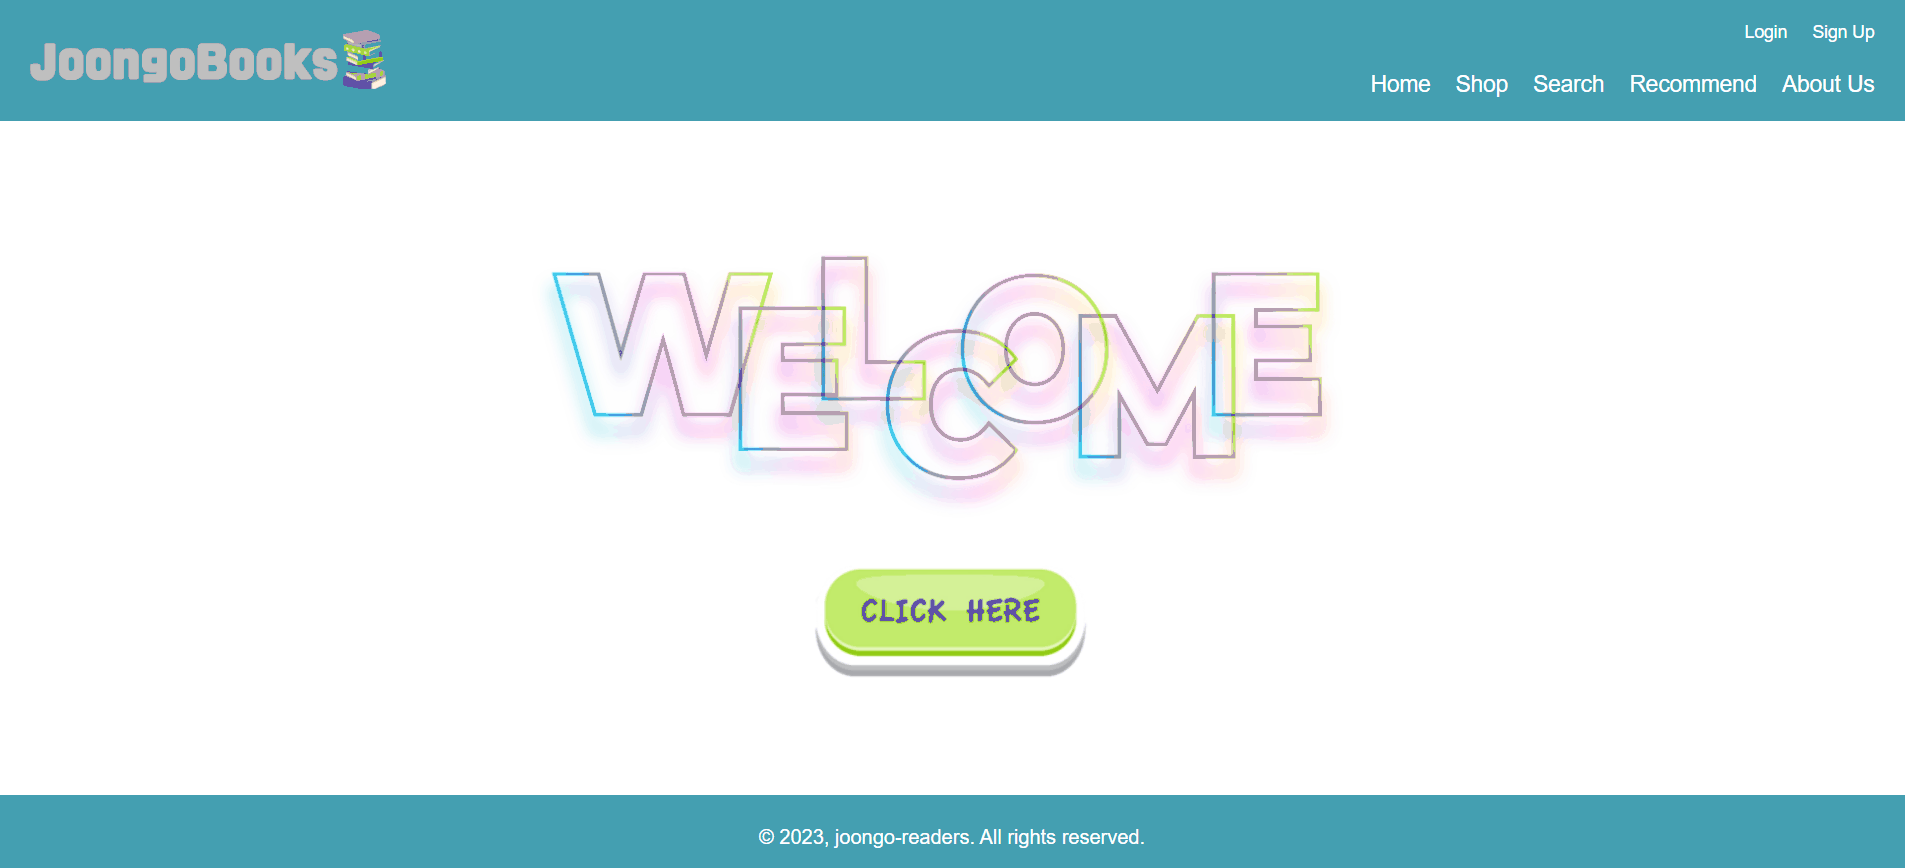 JoongoBooks
Login Sign Up
Home Shop Search Recommend About Us
WELCOME
CLICK HERE
© 2023, joongo-readers. All rights reserved.